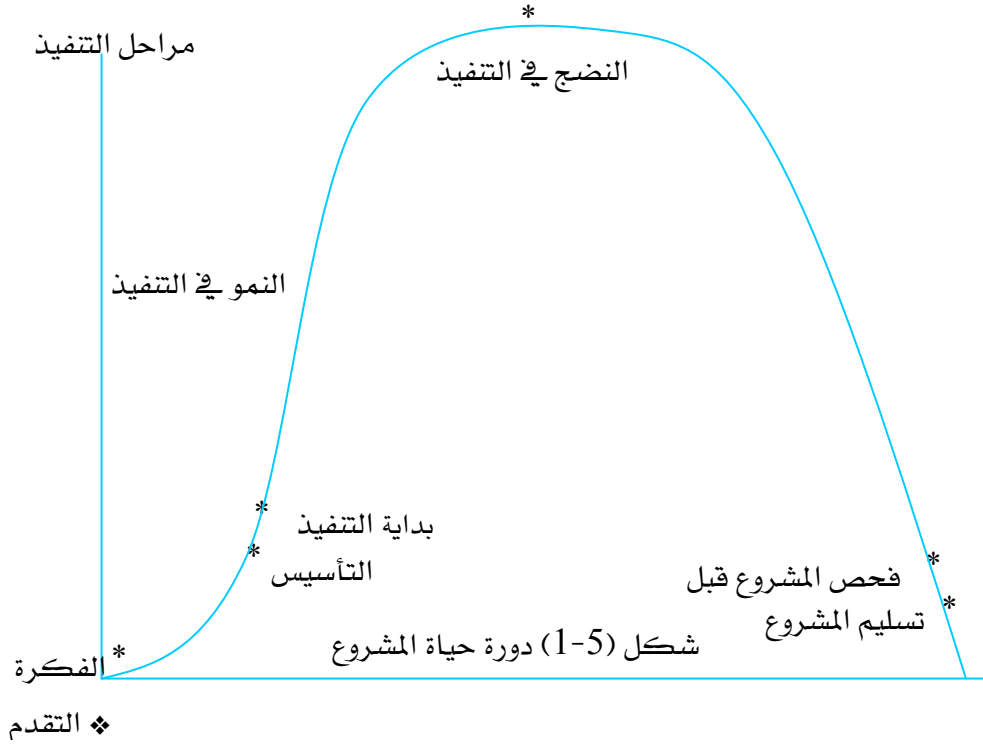 *
مراحل التنفيذ
النضج في التنفيذ
النمو في التنفيذ
*
بداية التنفيذ
*
التأسيس
*
فحص المشروع قبل
*
تسليم المشروع
شكل (5-1) دورة حياة المشروع
*
الفكرة
❖ التقدم